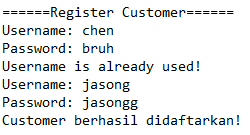 ======Register Customer======
Username: chen
Password: bruh
Username is already used!
Username: jasong
Password: jasongg
Customer berhasil didaftarkan!